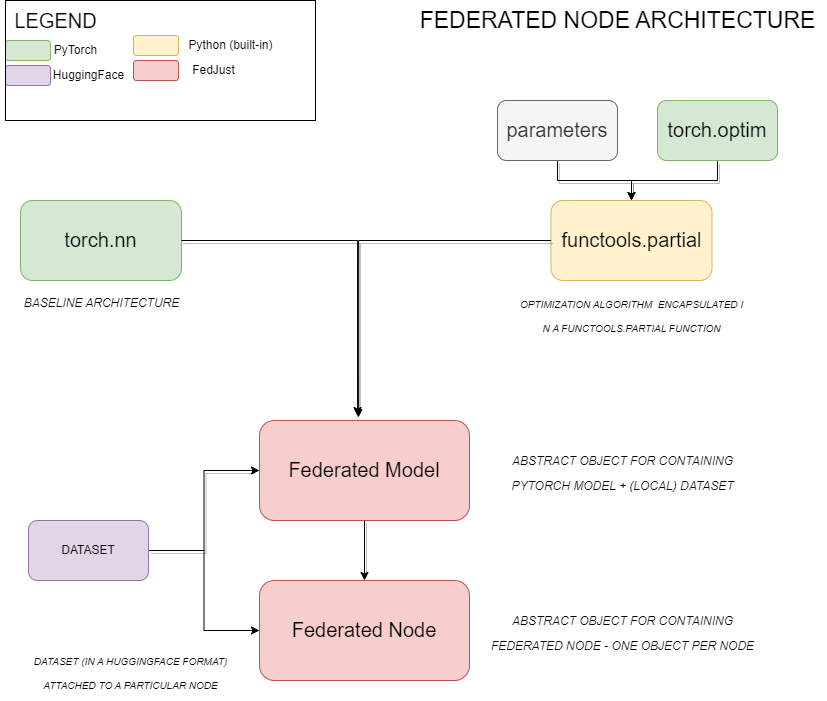 LEGEND
FEDERATED NODE ARCHITECTURE
PyTorch
Python (built-in)
HuggingFace
FedJust
parameters
torch.optim
torch.nn
functools.partial
BASELINE ARCHITECTURE
OPTIMIZATION ALGORITHM ENCAPSULATED I
N A FUNCTOOLS.PARTIAL FUNCTION
Federated Model
ABSTRACT OBJECT FOR CONTAINING
PYTORCH MODEL + (LOCAL) DATASET
DATASET
Federated Node
ABSTRACT OBJECT FOR CONTAINING
FEDERATED NODE - ONE OBJECT PER NODE
DATASET (IN A HUGGINGFACE FORMAT)
ATTACHED TO A PARTICULAR NODE